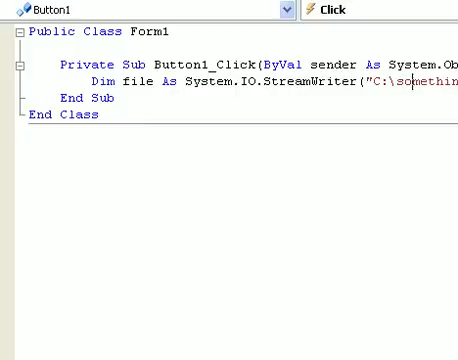 Button1 Click
Public Class Form1
Private Sub Button1_Click(ByVal sender As System.Ob
Dim file As System.IO.StreamWriter("C:\somethin
End Sub
End Class